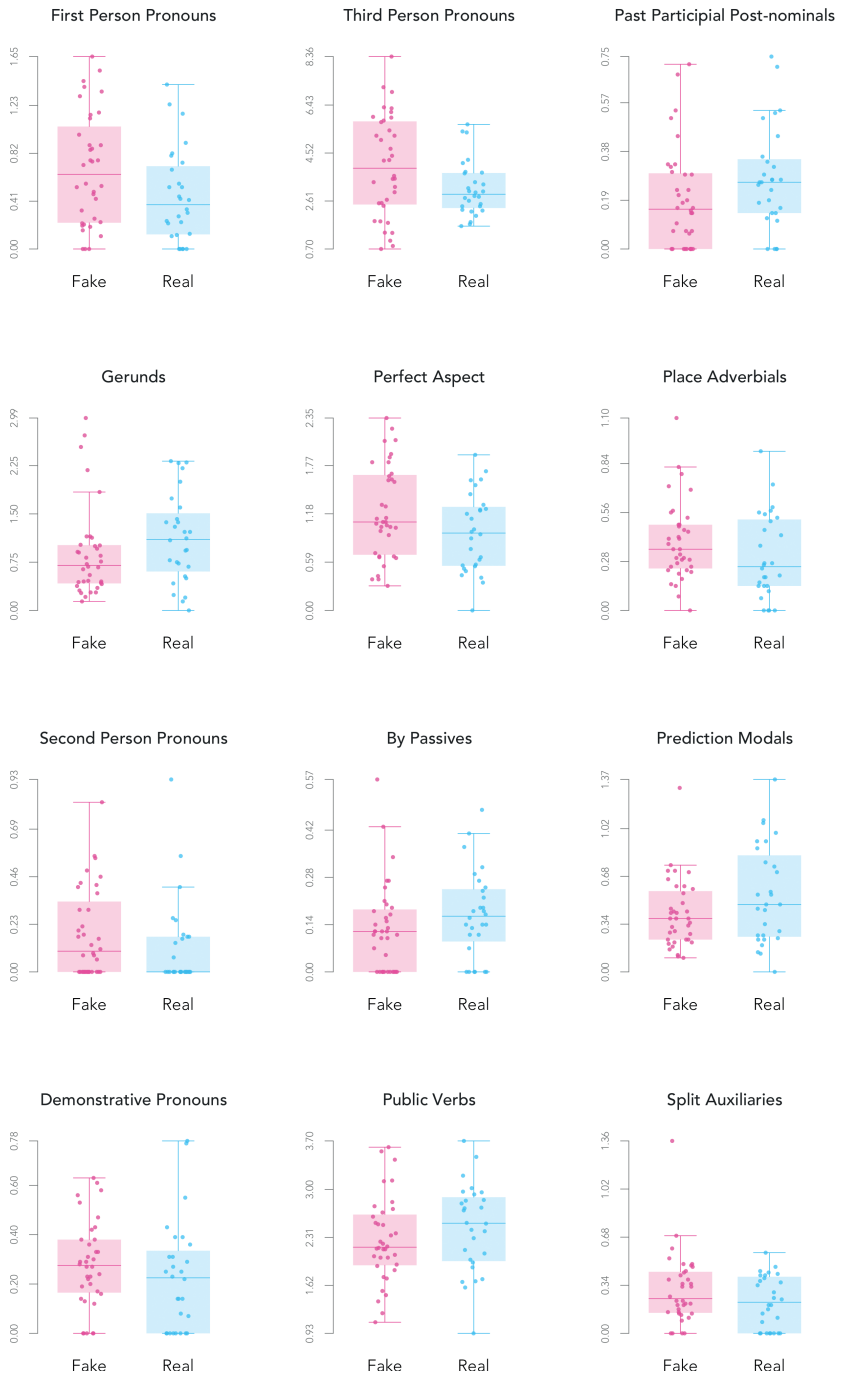 First Person Pronouns
1.65
1.23
0.82
0.41
0.00
Fake Real
Third Person Pronouns
8.36
6.43
4.52
2.61
0.70
Fake Real
Past Participial Post-nominals
0.75
0.57
0.38
0.19
0.00
Fake Real
Gerunds
2.99
2.25
1.50
0.75
0.00
Fake Real
Perfect Aspect
2.35
1.77
1.18
0.59
0.00
Fake Real
Place Adverbials
1.10
0.84
0.56
0.28
0.00
Fake Real
Second Person Pronouns
0.93
0.69
0.46
0.23
0.00
Fake Real
By Passives
0.57
0.42
0.28
0.14
0.00
Fake Real
Prediction Modals
1.37
1.02
0.68
0.34
0.00
Fake Real
Demonstrative Pronouns
0.78
0.60
0.40
0.20
0.00
Fake Real
Public Verbs
3.70
3.00
2.31
1.62
0.93
Fake Real
Split Auxiliaries
1.36
1.02
0.68
0.34
0.00
Fake Real